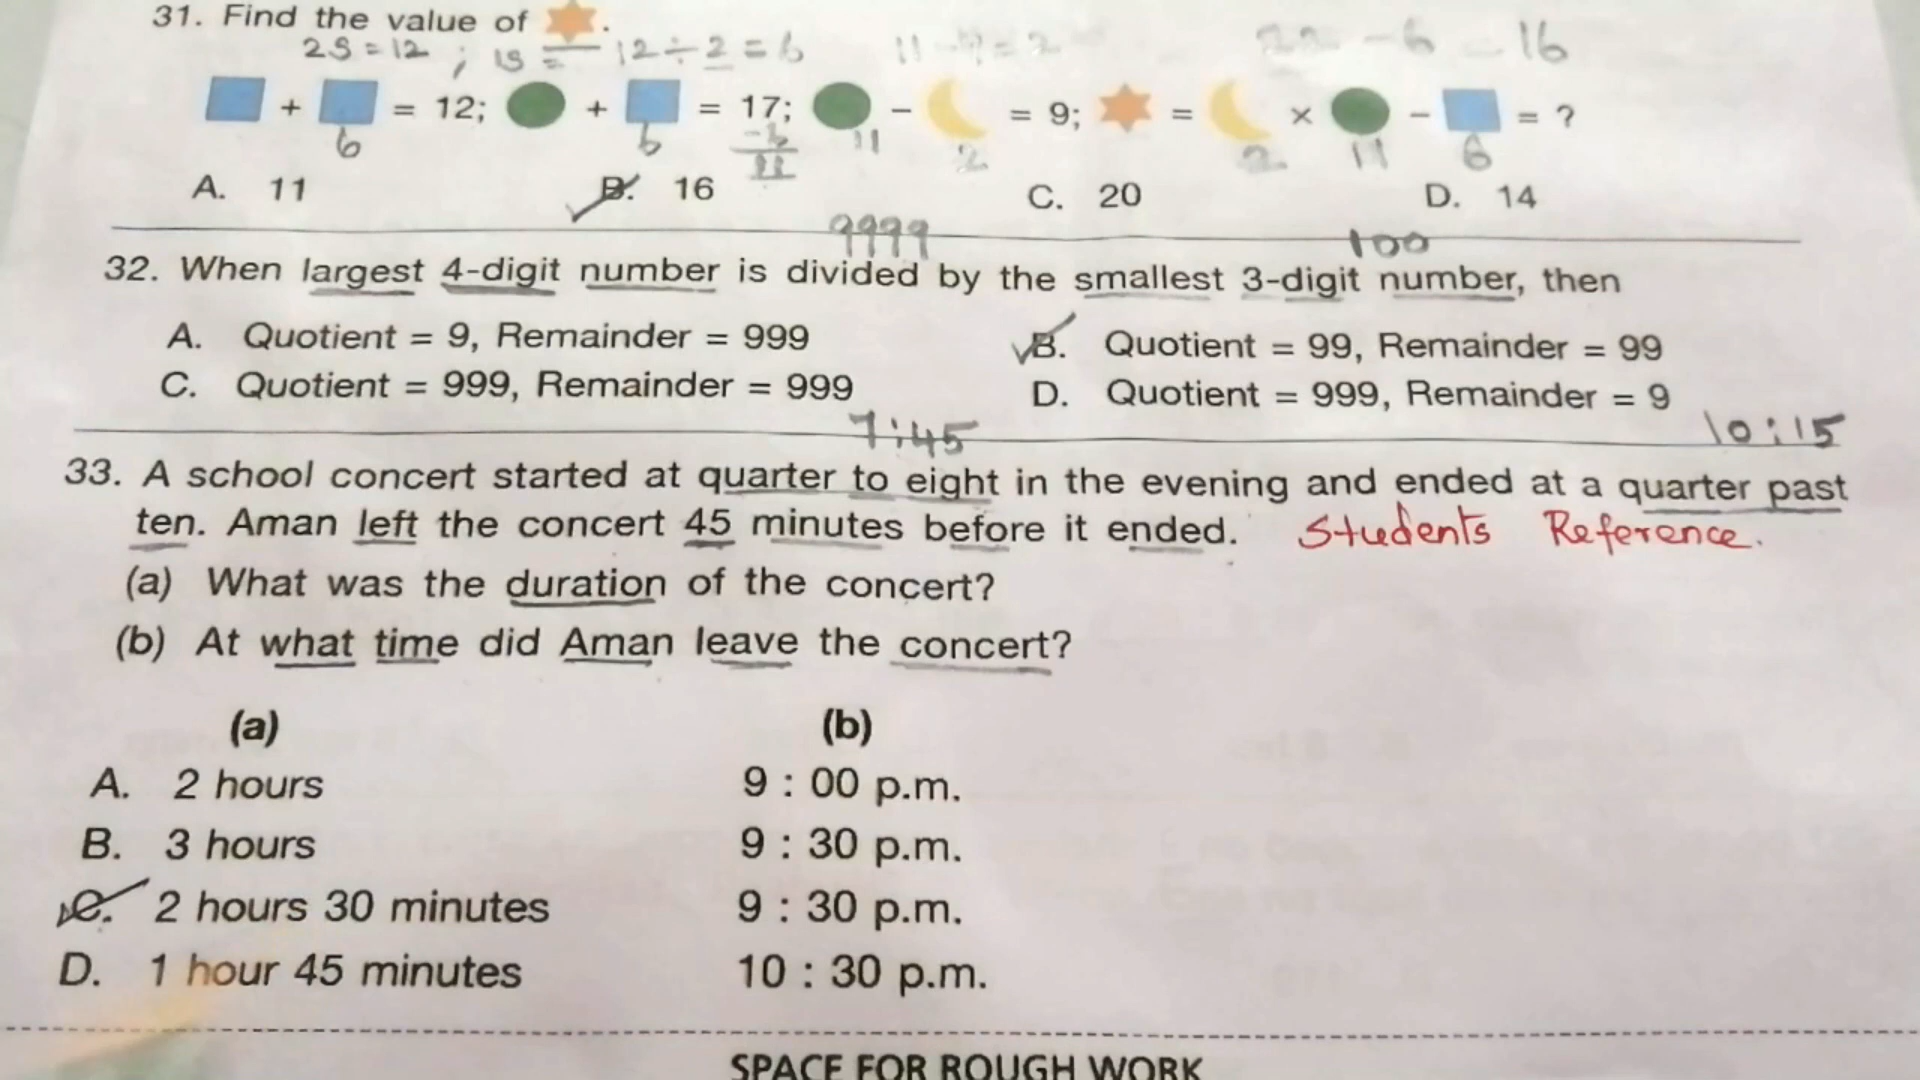 31. Find the value of .
2S = 12 ; 1S = 12 ÷ 2 = 6
- 6 = 16
+ = 12; + = 17; - = 9; = × - = ?
6 6 -6 11 2 2 11 6
11
A. 11 B. 16 C. 20 D. 14
9999 100
32. When largest 4-digit number is divided by the smallest 3-digit number, then
A. Quotient = 9, Remainder = 999 B. Quotient = 99, Remainder = 99
C. Quotient = 999, Remainder = 999 D. Quotient = 999, Remainder = 9
7:45 10:15
33. A school concert started at quarter to eight in the evening and ended at a quarter past
ten. Aman left the concert 45 minutes before it ended. Students Reference.
(a) What was the duration of the concert?
(b) At what time did Aman leave the concert?
(a) (b)
A. 2 hours 9 : 00 p.m.
B. 3 hours 9 : 30 p.m.
C. 2 hours 30 minutes 9 : 30 p.m.
D. 1 hour 45 minutes 10 : 30 p.m.
SPACE FOR ROUGH WORK